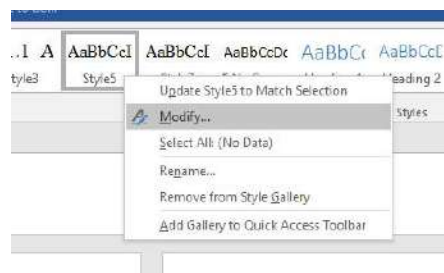 ..1 A AaBbCcI AaBbCcI AaBbCcDc AaBbCc AaBbCcD
tyle3 Style5 eading 2
Update Style5 to Match Selection
Modify...
Styles
Select All: (No Data)
Rename...
Remove from Style Gallery
Add Gallery to Quick Access Toolbar